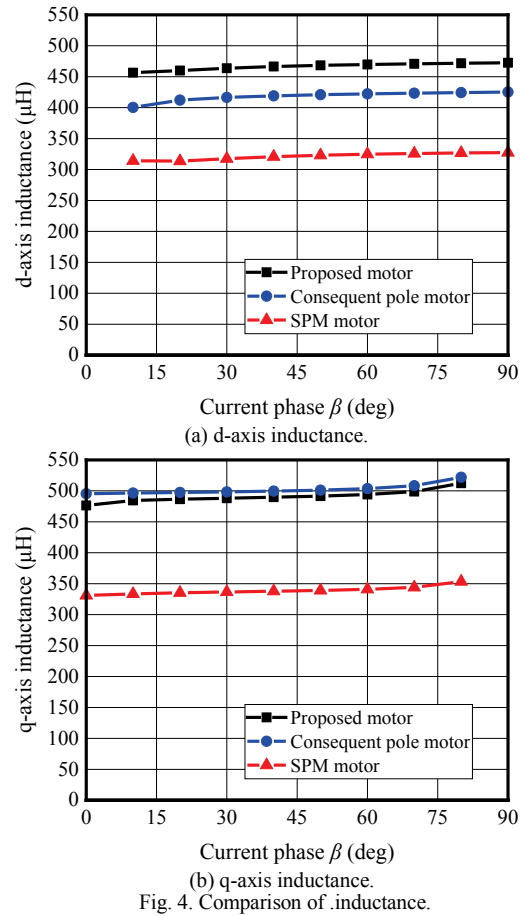 550
500
450
400
350
300
250
200
150
100
50
0
d-axis inductance (μH)
Proposed motor
Consequent pole motor
SPM motor
0 15 30 45 60 75 90
Current phase β (deg)
(a) d-axis inductance.
550
500
450
400
350
300
250
200
150
100
50
0
q-axis inductance (μH)
Proposed motor
Consequent pole motor
SPM motor
0 15 30 45 60 75 90
Current phase β (deg)
(b) q-axis inductance.
Fig. 4. Comparison of .inductance.